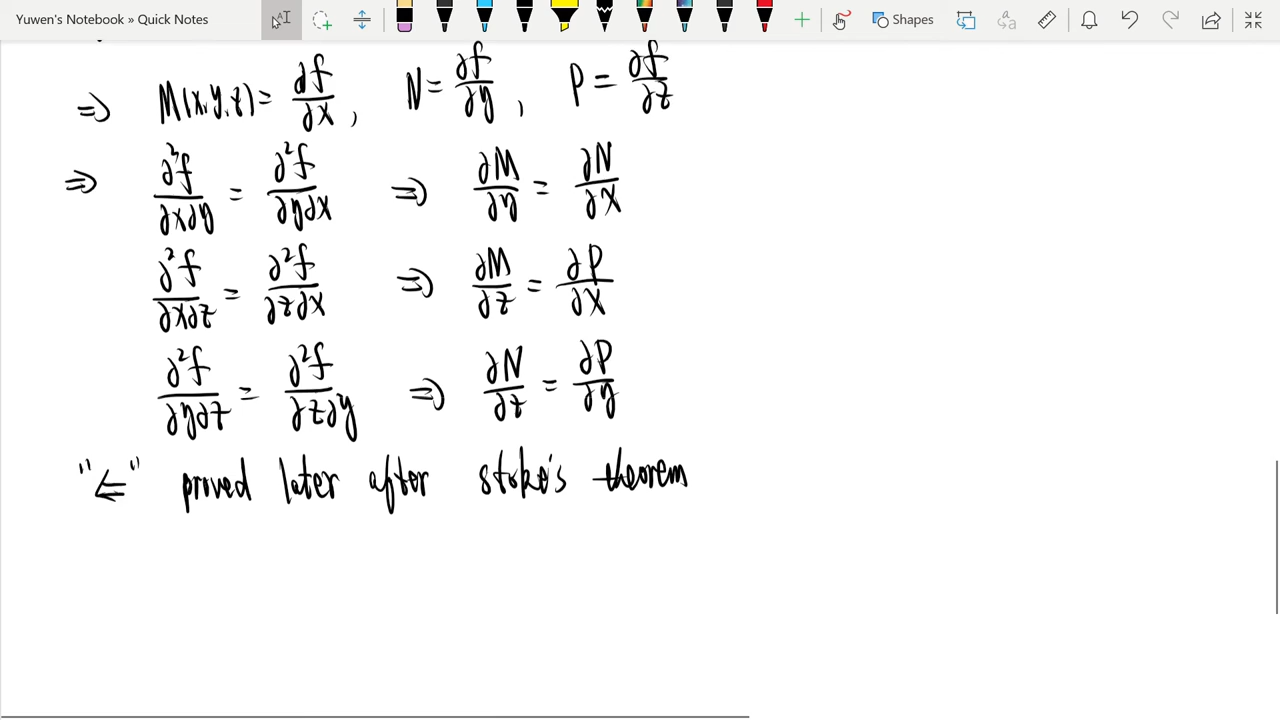 Yuwen's Notebook » Quick Notes
Shapes
⇒ M(x,y,z) = ∂f/∂x, N = ∂f/∂y, P = ∂f/∂z
⇒ ∂²f/∂x∂y = ∂²f/∂y∂x ⇒ ∂M/∂y = ∂N/∂x
∂²f/∂x∂z = ∂²f/∂z∂x ⇒ ∂M/∂z = ∂P/∂x
∂²f/∂y∂z = ∂²f/∂z∂y ⇒ ∂N/∂z = ∂P/∂y
"⇐" proved later after stoke's theorem